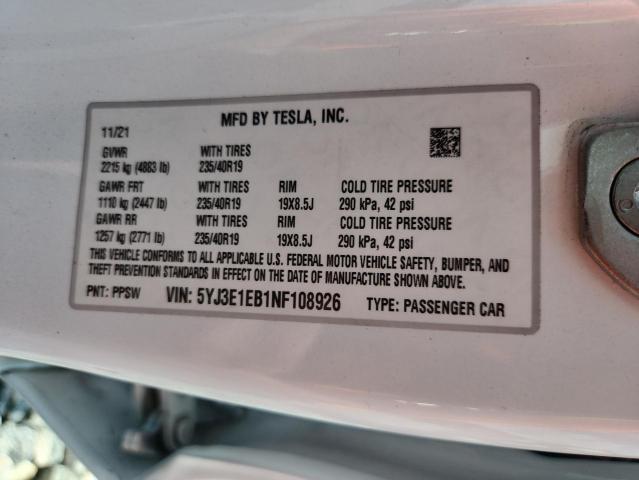 MFD BY TESLA, INC.
11/21
GVWR WITH TIRES
2215 kg (4883 lb) 235/40R19
GAWR FRT WITH TIRES RIM COLD TIRE PRESSURE
1110 kg (2447 lb) 235/40R19 19X8.5J 290 kPa, 42 psi
GAWR RR WITH TIRES RIM COLD TIRE PRESSURE
1257 kg (2771 lb) 235/40R19 19X8.5J 290 kPa, 42 psi
THIS VEHICLE CONFORMS TO ALL APPLICABLE U.S. FEDERAL MOTOR VEHICLE SAFETY, BUMPER, AND
THEFT PREVENTION STANDARDS IN EFFECT ON THE DATE OF MANUFACTURE SHOWN ABOVE.
PNT: PPSW VIN: 5YJ3E1EB1NF108926 TYPE: PASSENGER CAR